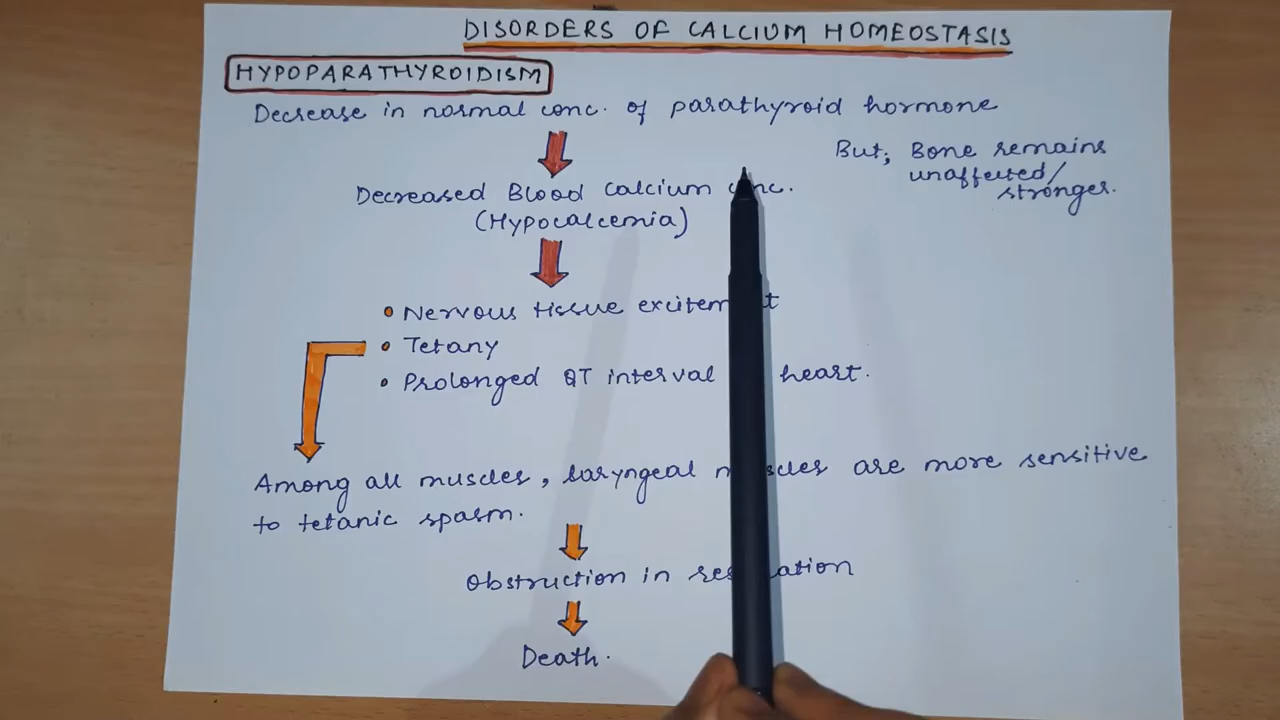 DISORDERS OF CALCIUM HOMEOSTASIS
HYPOPARATHYROIDISM
Decrease in normal conc. of parathyroid hormone
But; Bone remains
unaffected/
stronger.
Decreased Blood calcium
(Hypocalcemia)
• Nervous tissue
• Tetany
• Prolonged QT interval heart.
Among all muscles, laryngeal are more sensitive
to tetanic spasm.
Obstruction in
Death.